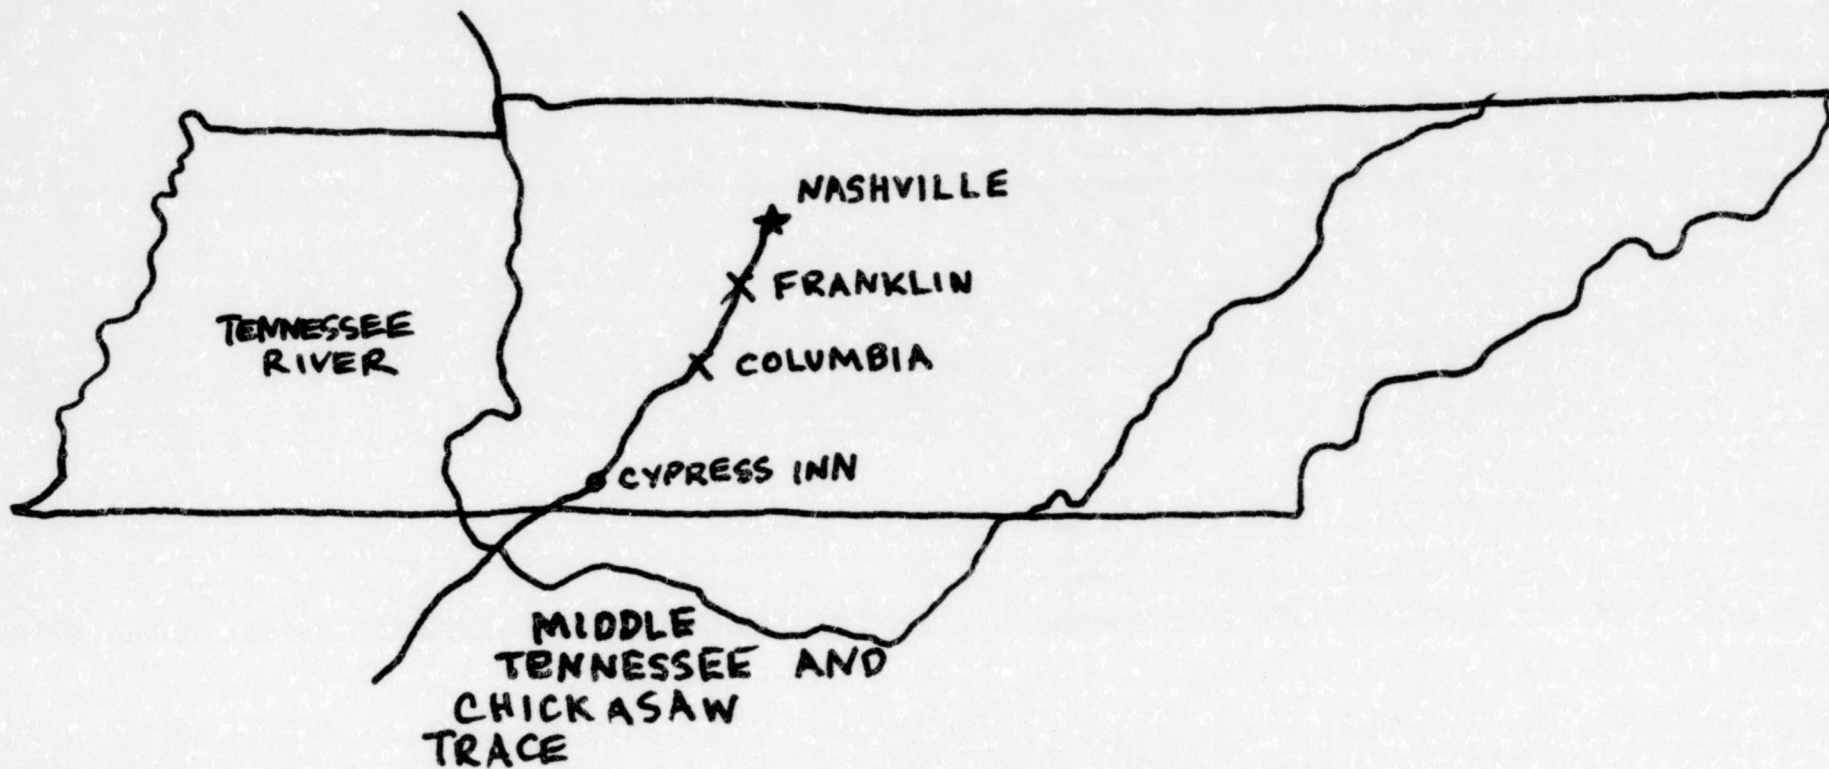 NASHVILLE
FRANKLIN
TENNESSEE
RIVER
COLUMBIA
CYPRESS INN
MIDDLE
TENNESSEE AND
CHICKASAW
TRACE